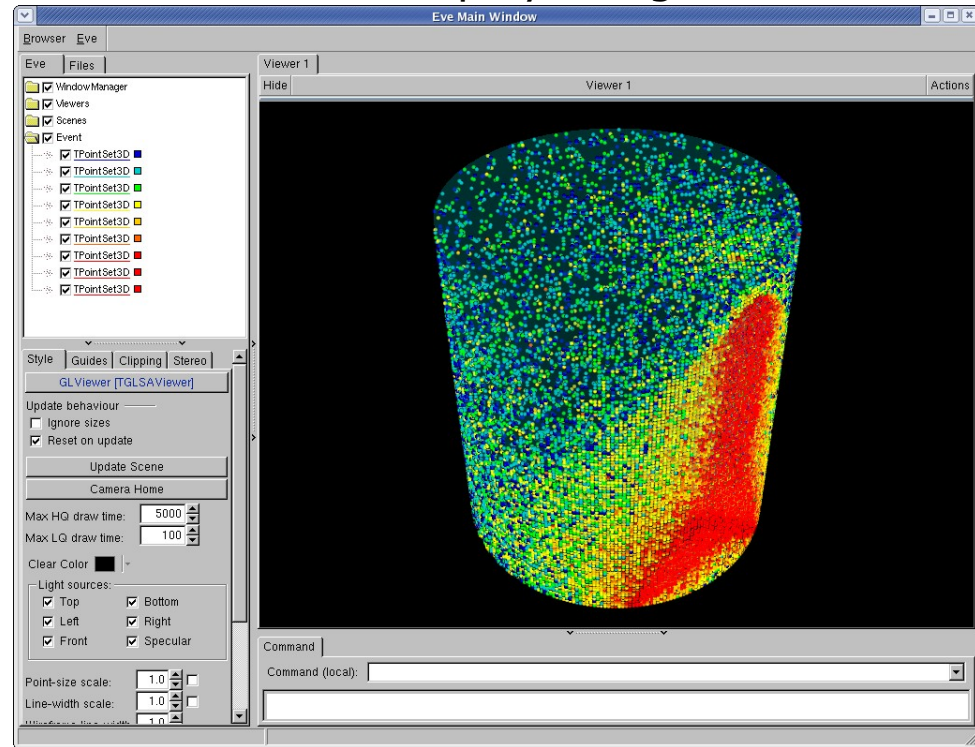 Eve Main Window
Browser Eve
Eve Files
WindowManager
Viewers
Scenes
Event
TPointSet3D
TPointSet3D
TPointSet3D
TPointSet3D
TPointSet3D
TPointSet3D
TPointSet3D
TPointSet3D
TPointSet3D
Style Guides Clipping Stereo
GLViewer [TGLSAViewer]
Update behaviour
Ignore sizes
Reset on update
Update Scene
Camera Home
Max HQ draw time: 5000
Max LQ draw time: 100
Clear Color
Light sources:
Top Bottom
Left Right
Front Specular
Point-size scale: 1.0
Line-width scale: 1.0
Viewer 1
Hide Viewer 1 Actions
Command
Command (local):